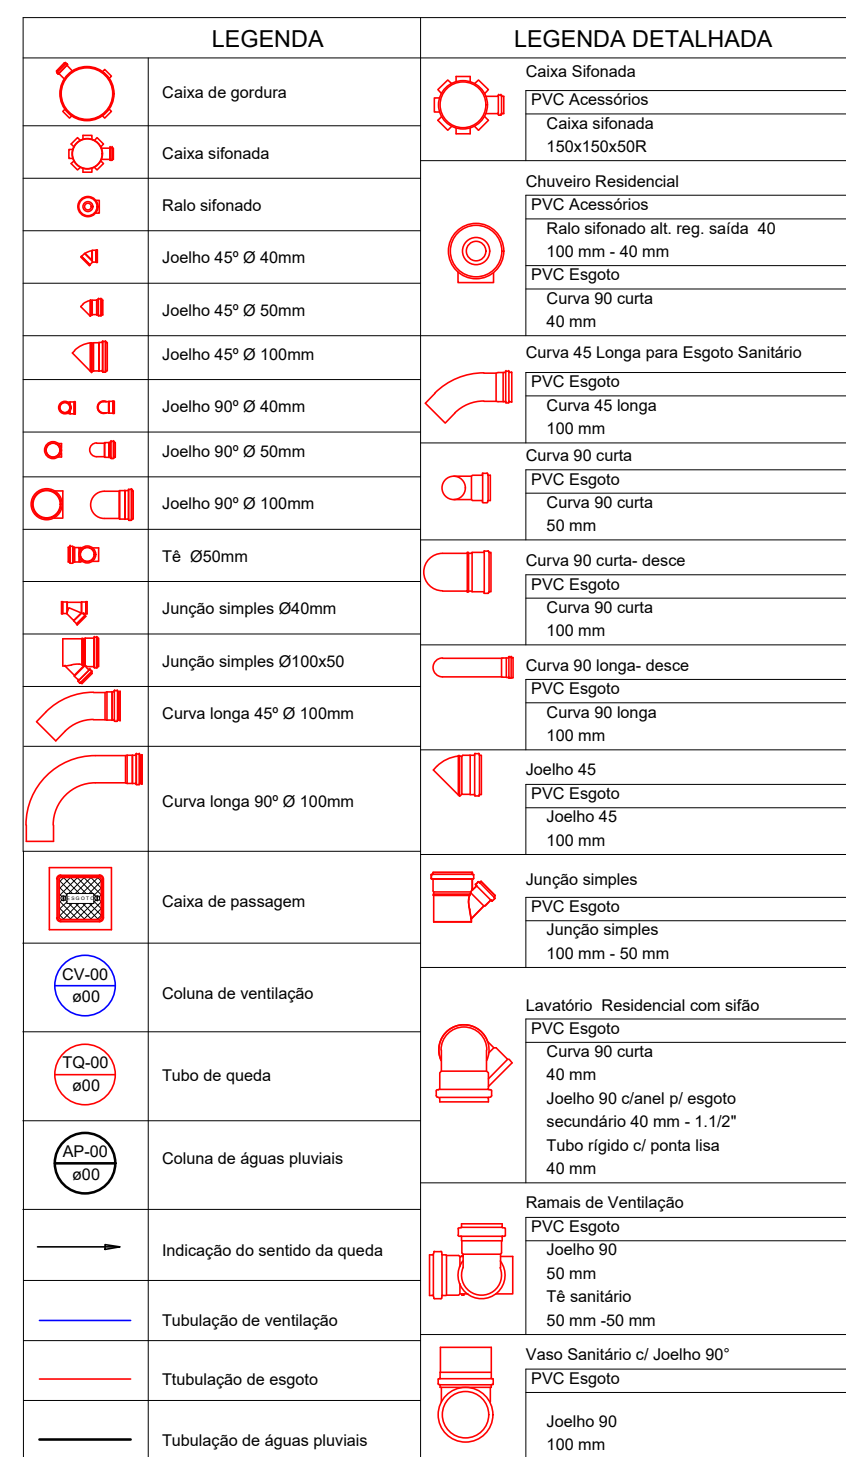 LEGENDA
Caixa de gordura
Caixa sifonada
Ralo sifonado
Joelho 45º Ø 40mm
Joelho 45º Ø 50mm
Joelho 45º Ø 100mm
Joelho 90º Ø 40mm
Joelho 90º Ø 50mm
Joelho 90º Ø 100mm
Tê Ø50mm
Junção simples Ø40mm
Junção simples Ø100x50
Curva longa 45º Ø 100mm
Curva longa 90º Ø 100mm
ESGOTO
Caixa de passagem
CV-00
ø00
Coluna de ventilação
TQ-00
ø00
Tubo de queda
AP-00
ø00
Coluna de águas pluviais
Indicação do sentido da queda
Tubulação de ventilação
Ttubulação de esgoto
Tubulação de águas pluviais
LEGENDA DETALHADA
Caixa Sifonada
PVC Acessórios
Caixa sifonada
150x150x50R
Chuveiro Residencial
PVC Acessórios
Ralo sifonado alt. reg. saída 40
100 mm - 40 mm
PVC Esgoto
Curva 90 curta
40 mm
Curva 45 Longa para Esgoto Sanitário
PVC Esgoto
Curva 45 longa
100 mm
Curva 90 curta
PVC Esgoto
Curva 90 curta
50 mm
Curva 90 curta- desce
PVC Esgoto
Curva 90 curta
100 mm
Curva 90 longa- desce
PVC Esgoto
Curva 90 longa
100 mm
Joelho 45
PVC Esgoto
Joelho 45
100 mm
Junção simples
PVC Esgoto
Junção simples
100 mm - 50 mm
Lavatório Residencial com sifão
PVC Esgoto
Curva 90 curta
40 mm
Joelho 90 c/anel p/ esgoto
secundário 40 mm - 1.1/2"
Tubo rígido c/ ponta lisa
40 mm
Ramais de Ventilação
PVC Esgoto
Joelho 90
50 mm
Tê sanitário
50 mm -50 mm
Vaso Sanitário c/ Joelho 90°
PVC Esgoto
Joelho 90
100 mm